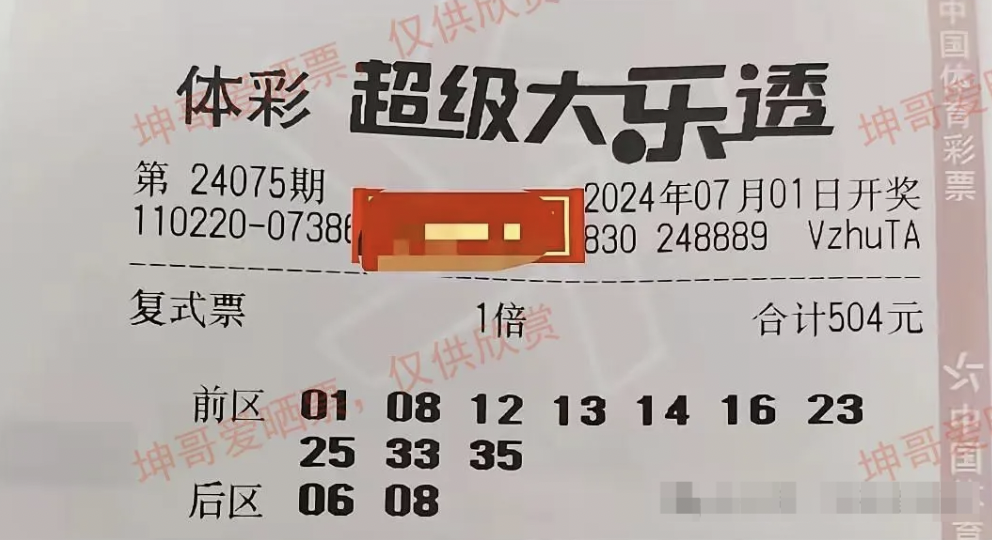 体彩 超级大乐透
第 24075期 2024年07月01日开奖
110220-07386 830 248889 VzhuTA
复式票 1倍 合计504元
前区 01 08 12 13 14 16 23
25 33 35
后区 06 08
坤哥爱晒票，仅供欣赏
坤哥爱晒票，仅供欣赏
坤哥爱
坤哥爱晒
中国体育彩票
中国体育